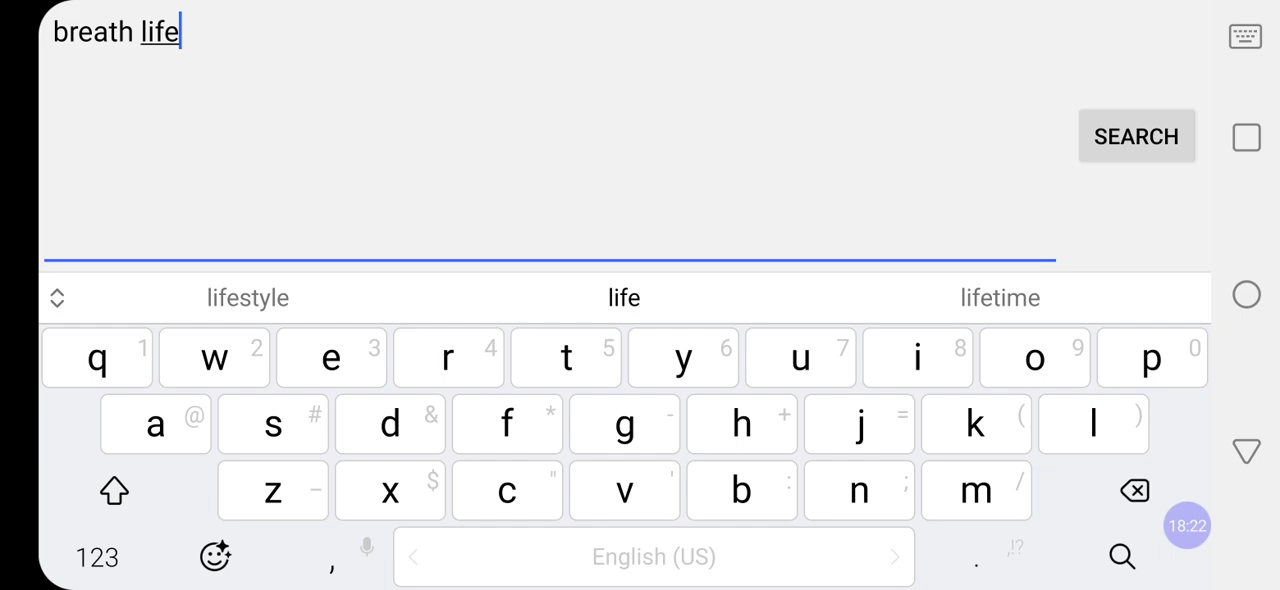 breath life
SEARCH
lifestyle life lifetime
q 1 w 2 e 3 r 4 t 5 y 6 u 7 i 8 o 9 p 0
a @ s # d & f * g - h + j = k ( l )
z _ x $ c " v ' b : n ; m /
18:22
123 , < English (US) > . ,!?